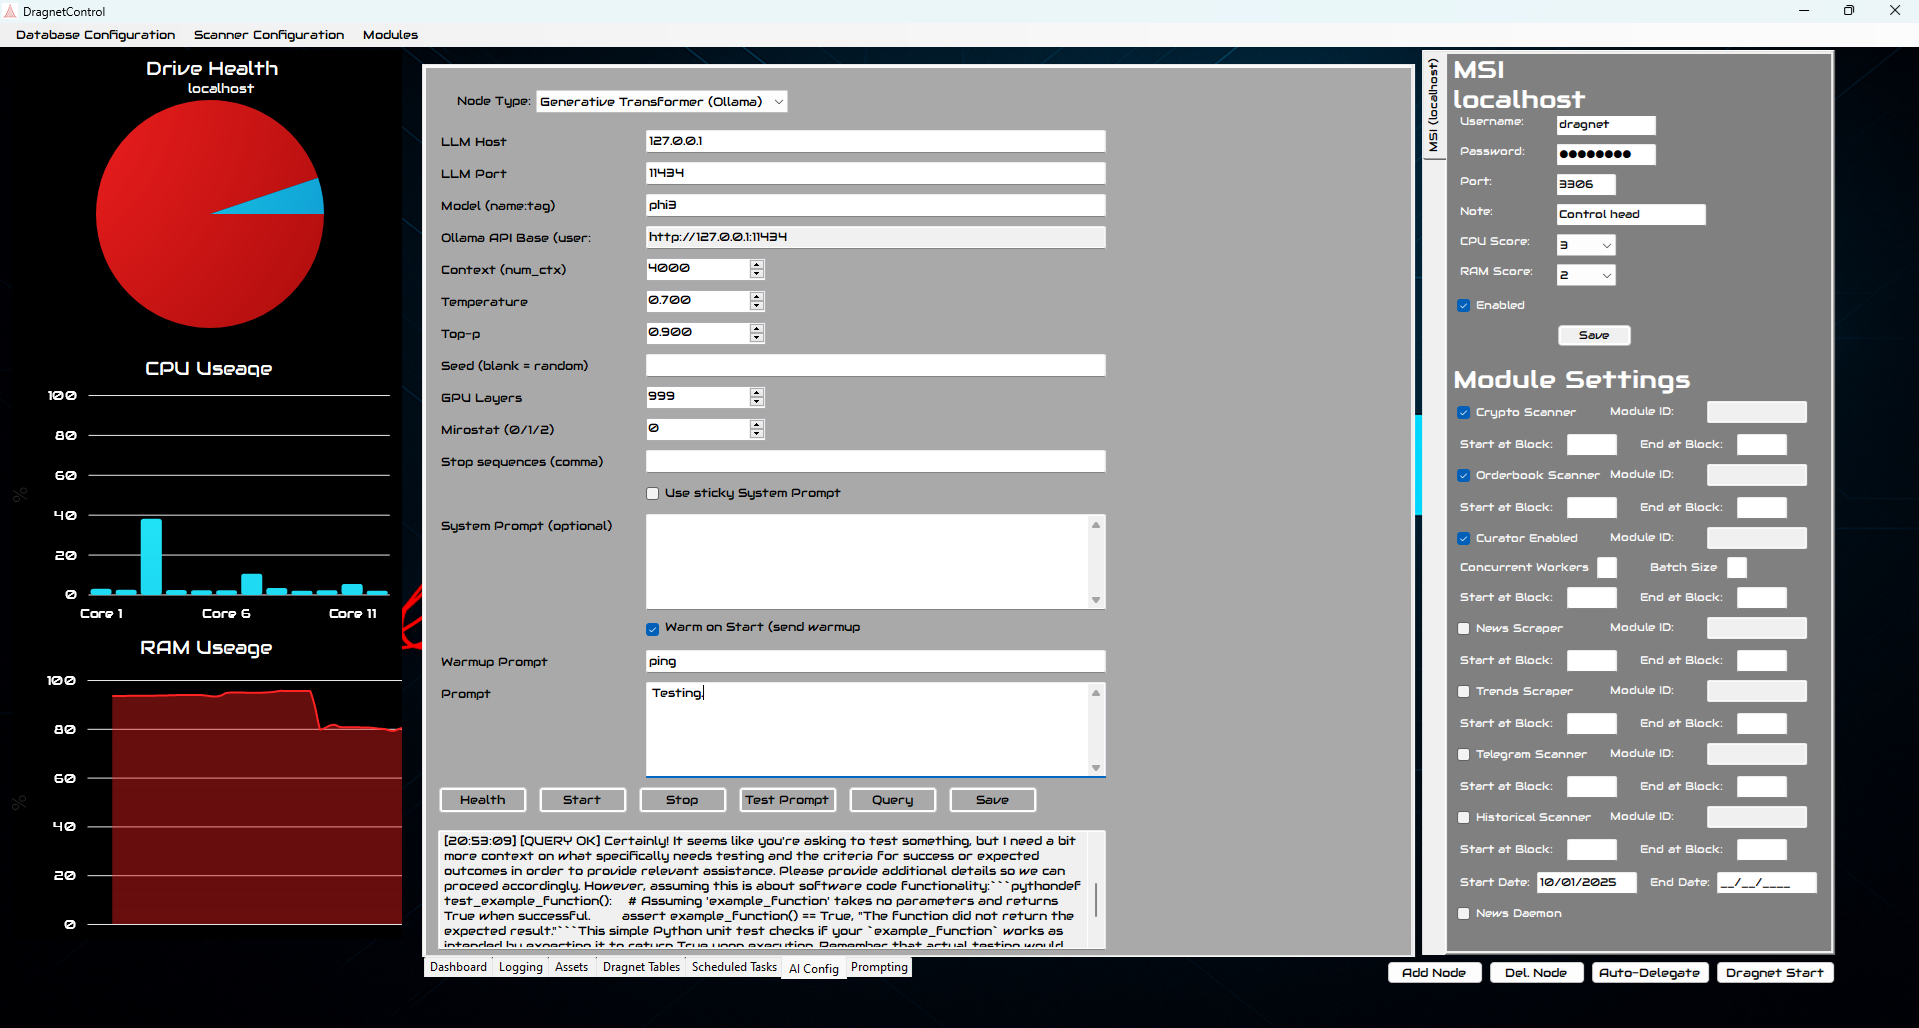 DragnetControl
Database Configuration Scanner Configuration Modules
Drive Health
localhost
CPU Useage
100
80
60
40
20
0
%
Core 1 Core 6 Core 11
RAM Useage
100
80
60
40
20
0
%
Node Type: Generative Transformer (Ollama)
LLM Host 127.0.0.1
LLM Port 11434
Model (name:tag) phi3
Ollama API Base (user: http://127.0.0.1:11434
Context (num_ctx) 4000
Temperature 0.700
Top-p 0.900
Seed (blank = random)
GPU Layers 999
Mirostat (0/1/2) 0
Stop sequences (comma)
Use sticky System Prompt
System Prompt (optional)
Warm on Start (send warmup
Warmup Prompt ping
Prompt Testing.
Health Start Stop Test Prompt Query Save
[20:53:09] [QUERY OK] Certainly! It seems like you're asking to test something, but I need a bit
more context on what specifically needs testing and the criteria for success or expected
outcomes in order to provide relevant assistance. Please provide additional details so we can
proceed accordingly. However, assuming this is about software code functionality:```pythondef
test_example_function(): # Assuming 'example_function' takes no parameters and returns
True when successful. assert example_function() == True, "The function did not return the
expected result."```This simple Python unit test checks if your `example_function` works as
intended by expecting it to return True upon execution. Remember that actual testing would
Dashboard Logging Assets Dragnet Tables Scheduled Tasks AI Config Prompting
MSI (localhost)
MSI
localhost
Username: dragnet
Password: ●●●●●●●●
Port: 3306
Note: Control head
CPU Score: 3
RAM Score: 2
Enabled
Save
Module Settings
Crypto Scanner Module ID:
Start at Block: End at Block:
Orderbook Scanner Module ID:
Start at Block: End at Block:
Curator Enabled Module ID:
Concurrent Workers Batch Size
Start at Block: End at Block:
News Scraper Module ID:
Start at Block: End at Block:
Trends Scraper Module ID:
Start at Block: End at Block:
Telegram Scanner Module ID:
Start at Block: End at Block:
Historical Scanner Module ID:
Start at Block: End at Block:
Start Date: 10/01/2025 End Date: __/__/____
News Daemon
Add Node Del. Node Auto-Delegate Dragnet Start